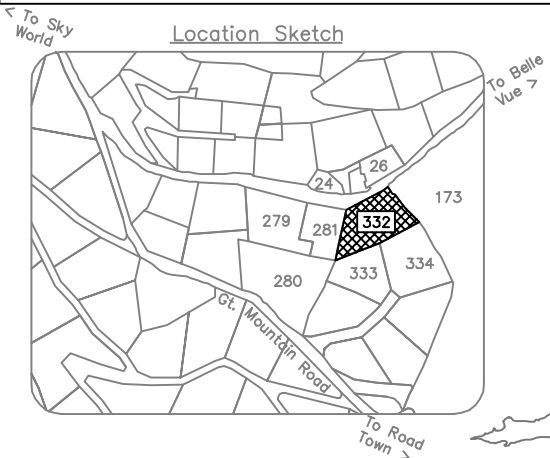 < To Sky
World
Location Sketch
To Belle
Vue >
26
24
173
279
281
332
280
333
334
Gt. Mountain Road
To Road
Town >